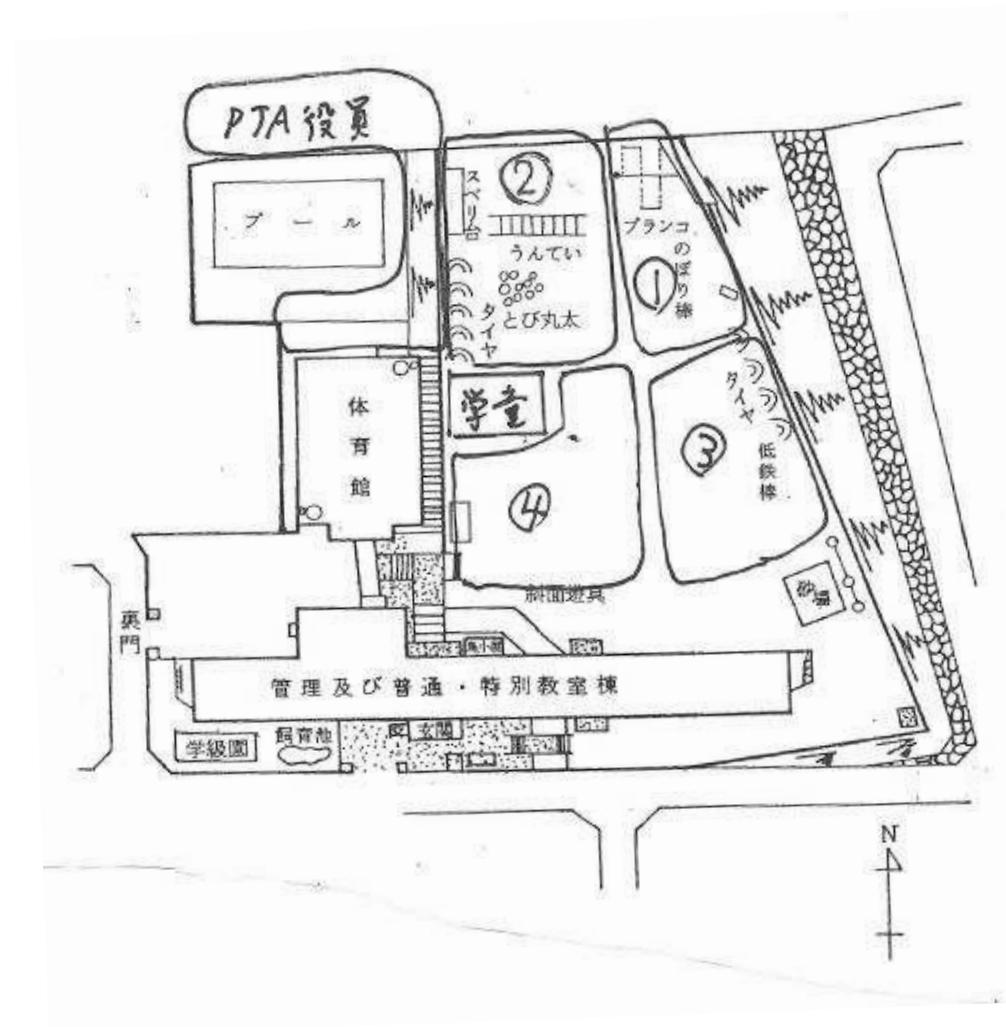 PTA役員
プール
②
スベリ台
うんてい
とび丸太
タイヤ
ブランコ
のぼり棒
①
学童
体育館
④
③
タイヤ
低鉄棒
斜面遊具
裏門
管理及び普通・特別教室棟
学級園
飼育池
玄関
N